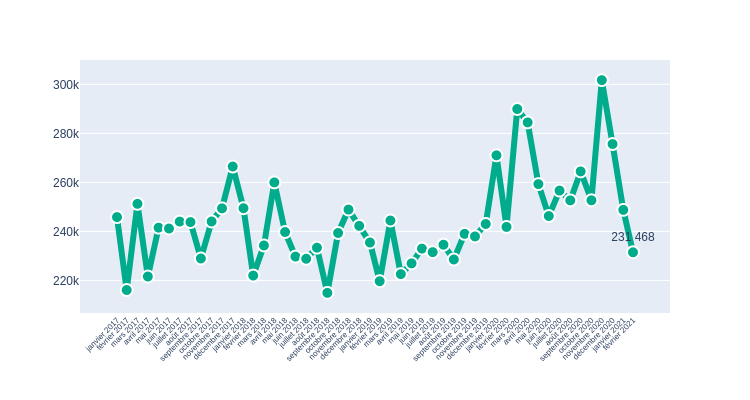 300k
280k
260k
240k
220k
231 468
janvier 2017
février 2017
mars 2017
avril 2017
mai 2017
juin 2017
juillet 2017
août 2017
septembre 2017
octobre 2017
novembre 2017
décembre 2017
janvier 2018
février 2018
mars 2018
avril 2018
mai 2018
juin 2018
juillet 2018
août 2018
septembre 2018
octobre 2018
novembre 2018
décembre 2018
janvier 2019
février 2019
mars 2019
avril 2019
mai 2019
juin 2019
juillet 2019
août 2019
septembre 2019
octobre 2019
novembre 2019
décembre 2019
janvier 2020
février 2020
mars 2020
avril 2020
mai 2020
juin 2020
juillet 2020
août 2020
septembre 2020
octobre 2020
novembre 2020
décembre 2020
janvier 2021
février 2021